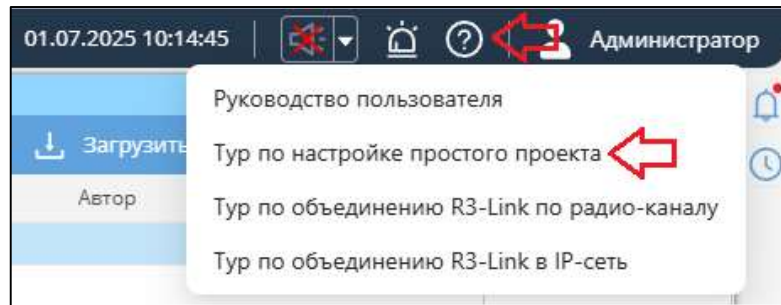 01.07.2025 10:14:45 Администратор
Руководство пользователя
Загрузить
Тур по настройке простого проекта
Автор
Тур по объединению R3-Link по радио-каналу
Тур по объединению R3-Link в IP-сеть